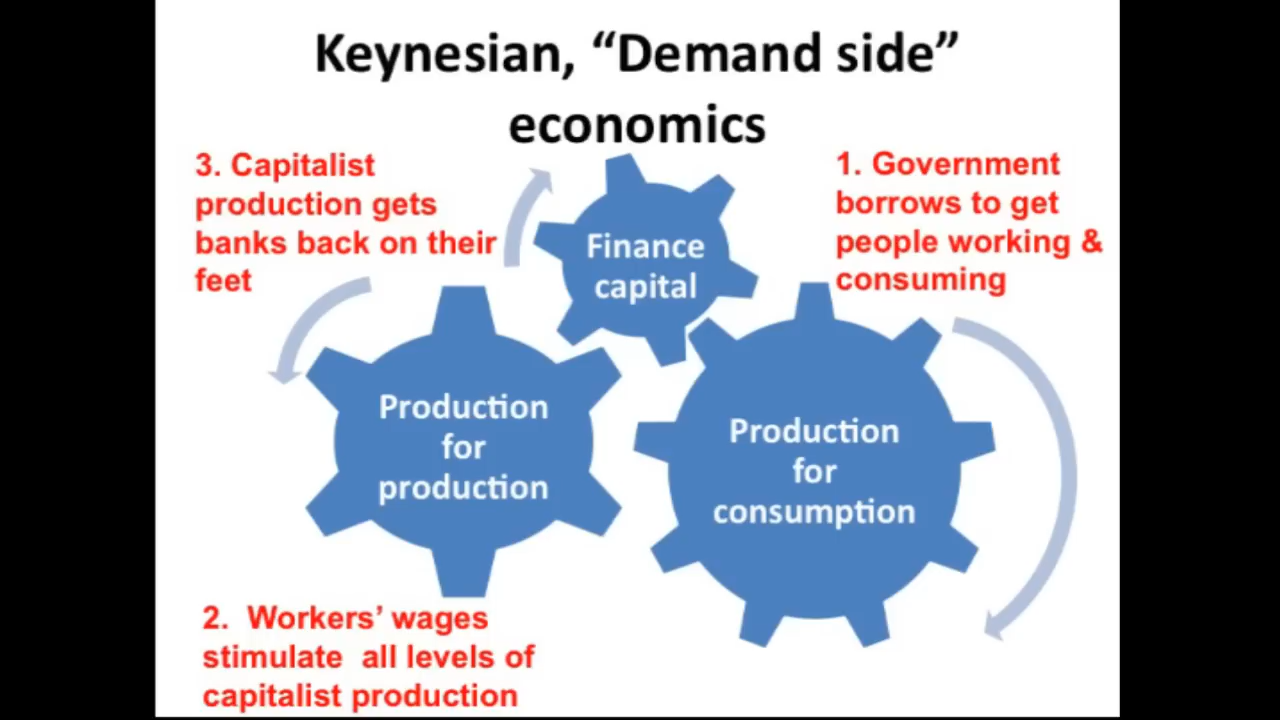 Keynesian, “Demand side”
economics
3. Capitalist
production gets
banks back on their
feet
1. Government
borrows to get
people working &
consuming
Finance
capital
Production
for
production
Production
for
consumption
2.  Workers’ wages
stimulate  all levels of
capitalist production